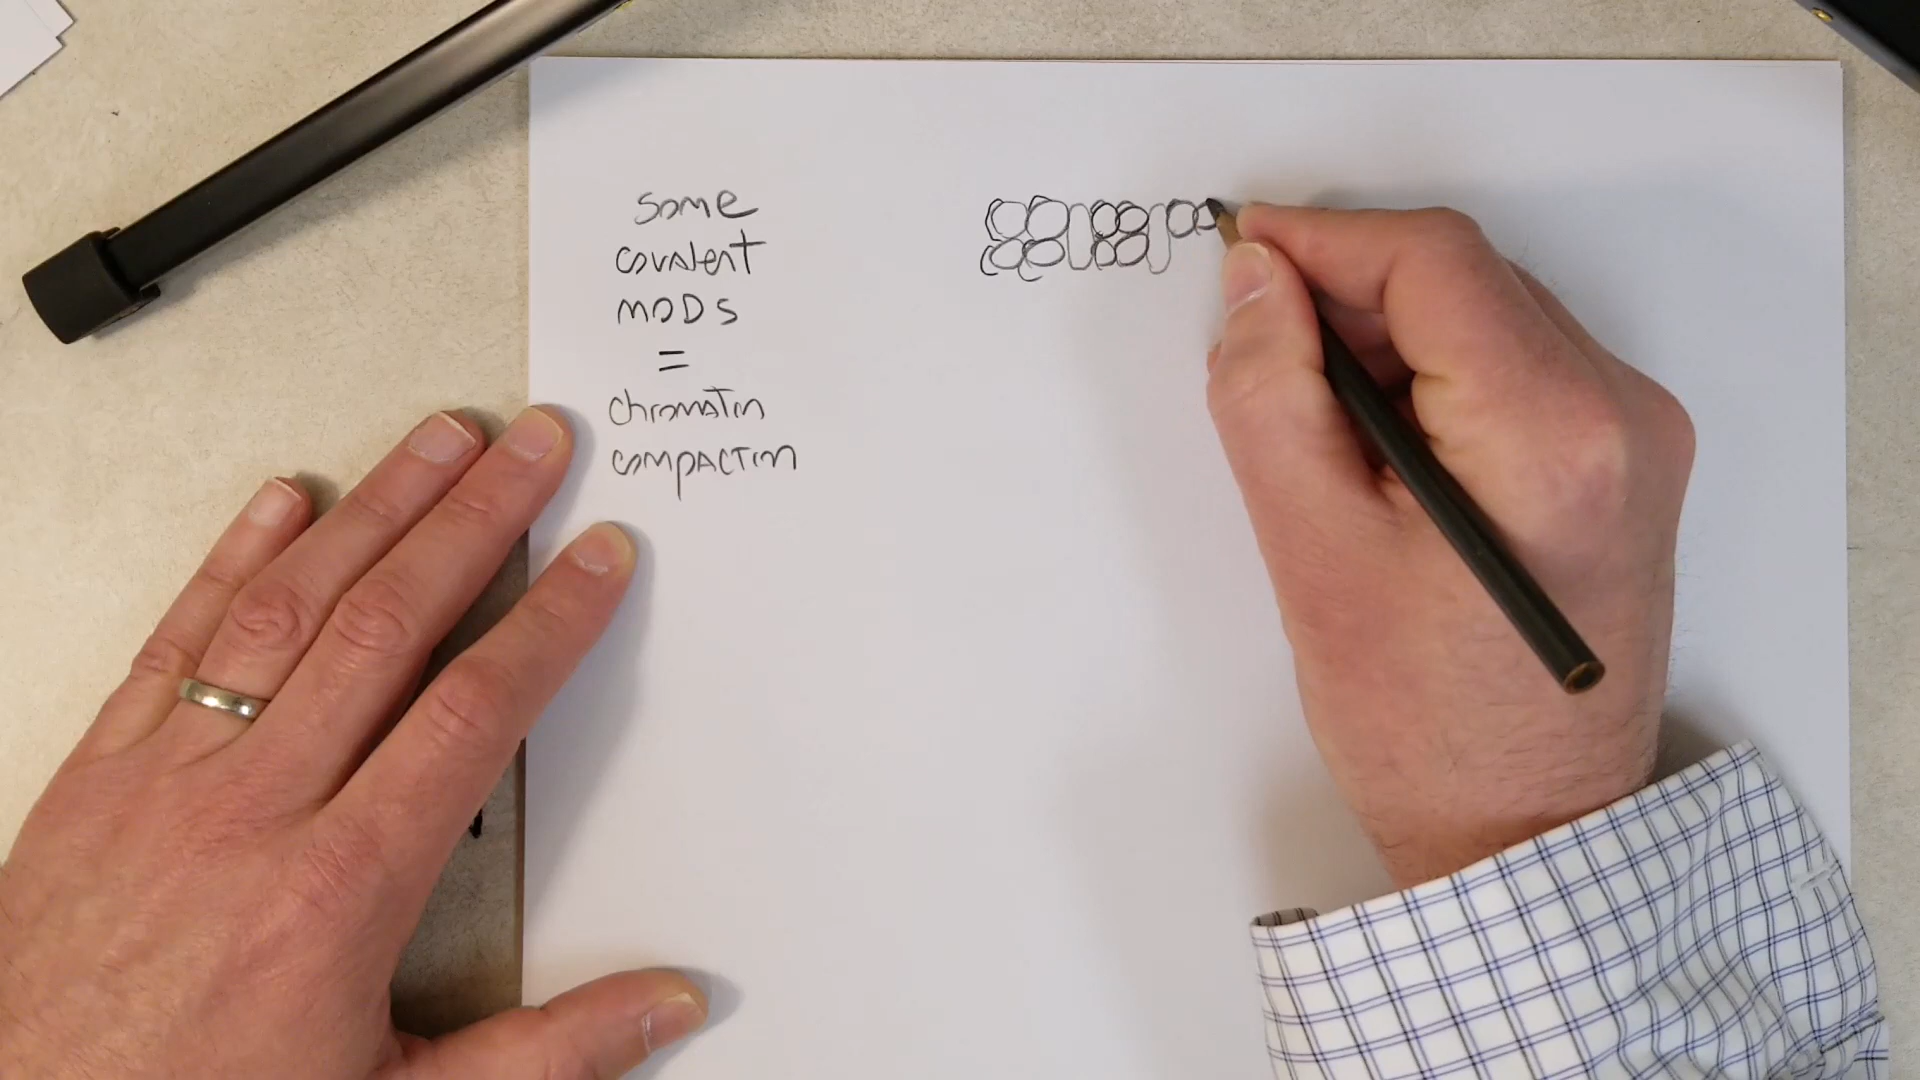 some
covalent
MODS
=
chromatin
compaction